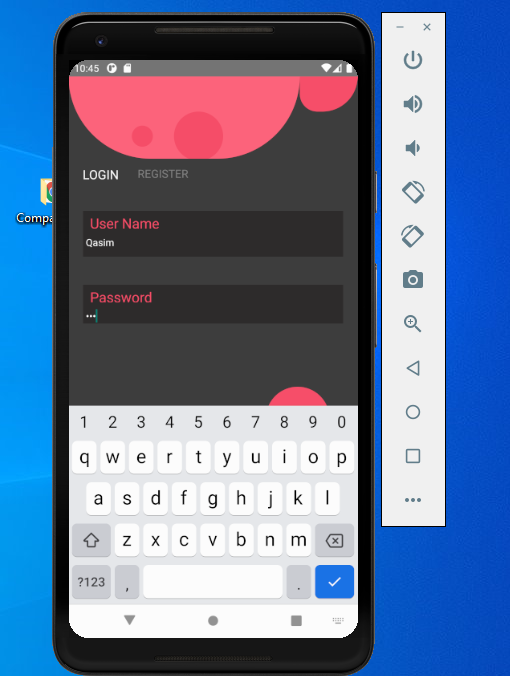 10:45
LOGIN REGISTER
User Name
Qasim
Password
•••
1 2 3 4 5 6 7 8 9 0
q w e r t y u i o p
a s d f g h j k l
z x c v b n m
?123 , .
Compa